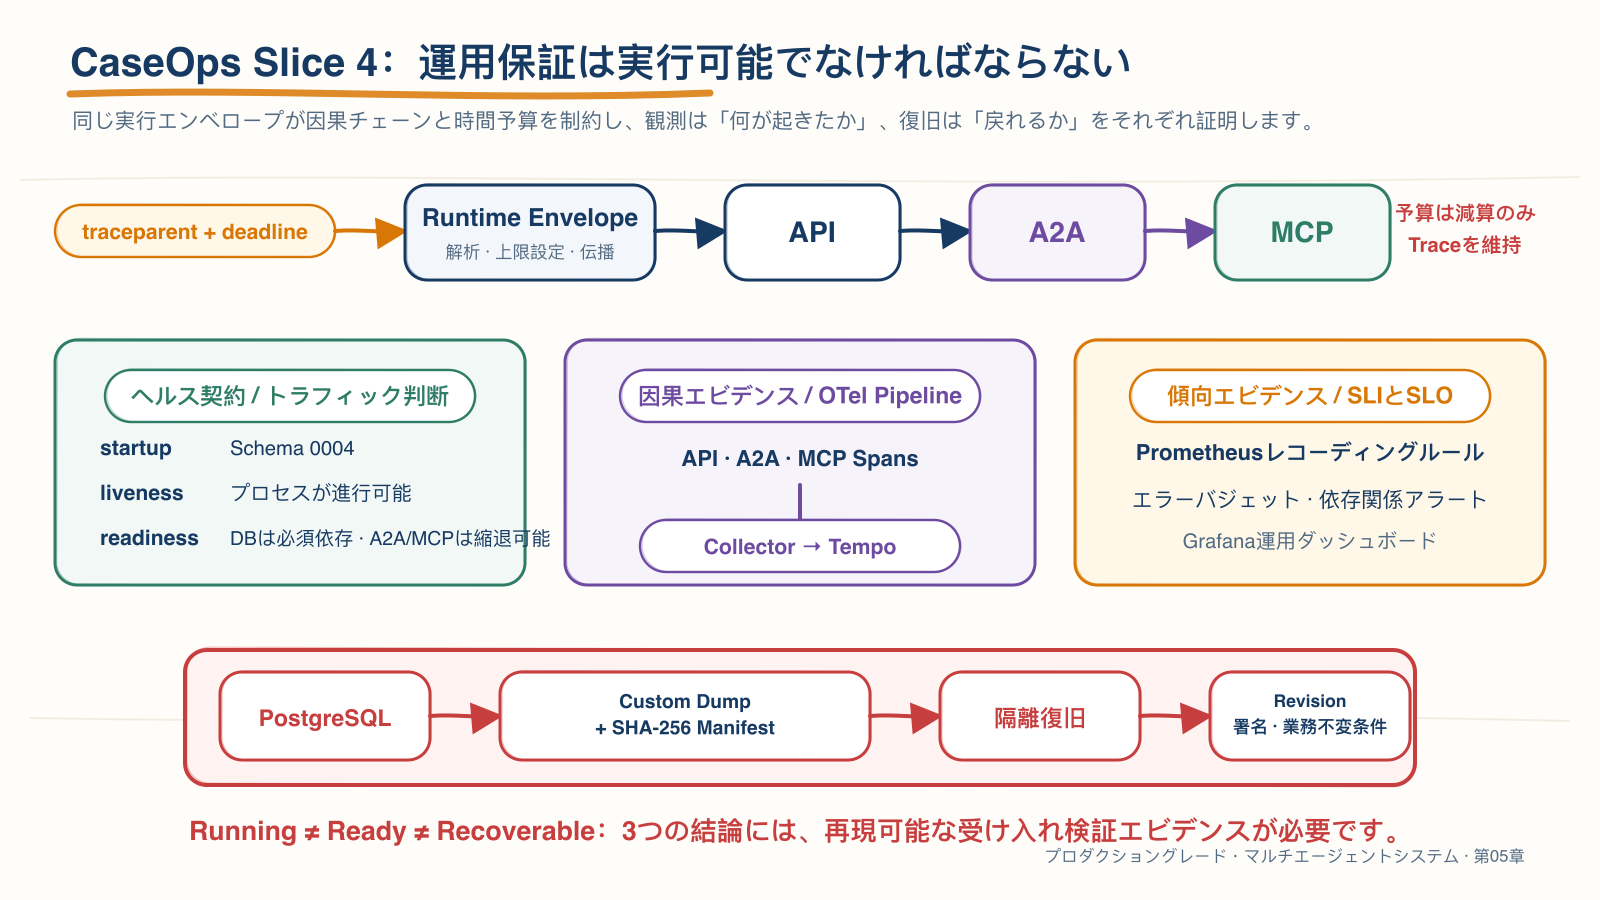 CaseOps Slice 4：運用保証は実行可能でなければならない
同じ実行エンベロープが因果チェーンと時間予算を制約し、観測は「何が起きたか」、復旧は「戻れるか」をそれぞれ証明します。
traceparent + deadline
Runtime Envelope
解析 · 上限設定 · 伝播
API
A2A
MCP
予算は減算のみ
Traceを維持
ヘルス契約 / トラフィック判断
startup Schema 0004
liveness プロセスが進行可能
readiness DBは必須依存 · A2A/MCPは縮退可能
因果エビデンス / OTel Pipeline
API · A2A · MCP Spans
Collector → Tempo
傾向エビデンス / SLIとSLO
Prometheusレコーディングルール
エラーバジェット · 依存関係アラート
Grafana運用ダッシュボード
PostgreSQL
Custom Dump
+ SHA-256 Manifest
隔離復旧
Revision
署名 · 業務不変条件
Running ≠ Ready ≠ Recoverable：3つの結論には、再現可能な受け入れ検証エビデンスが必要です。
プロダクショングレード · マルチエージェントシステム · 第05章